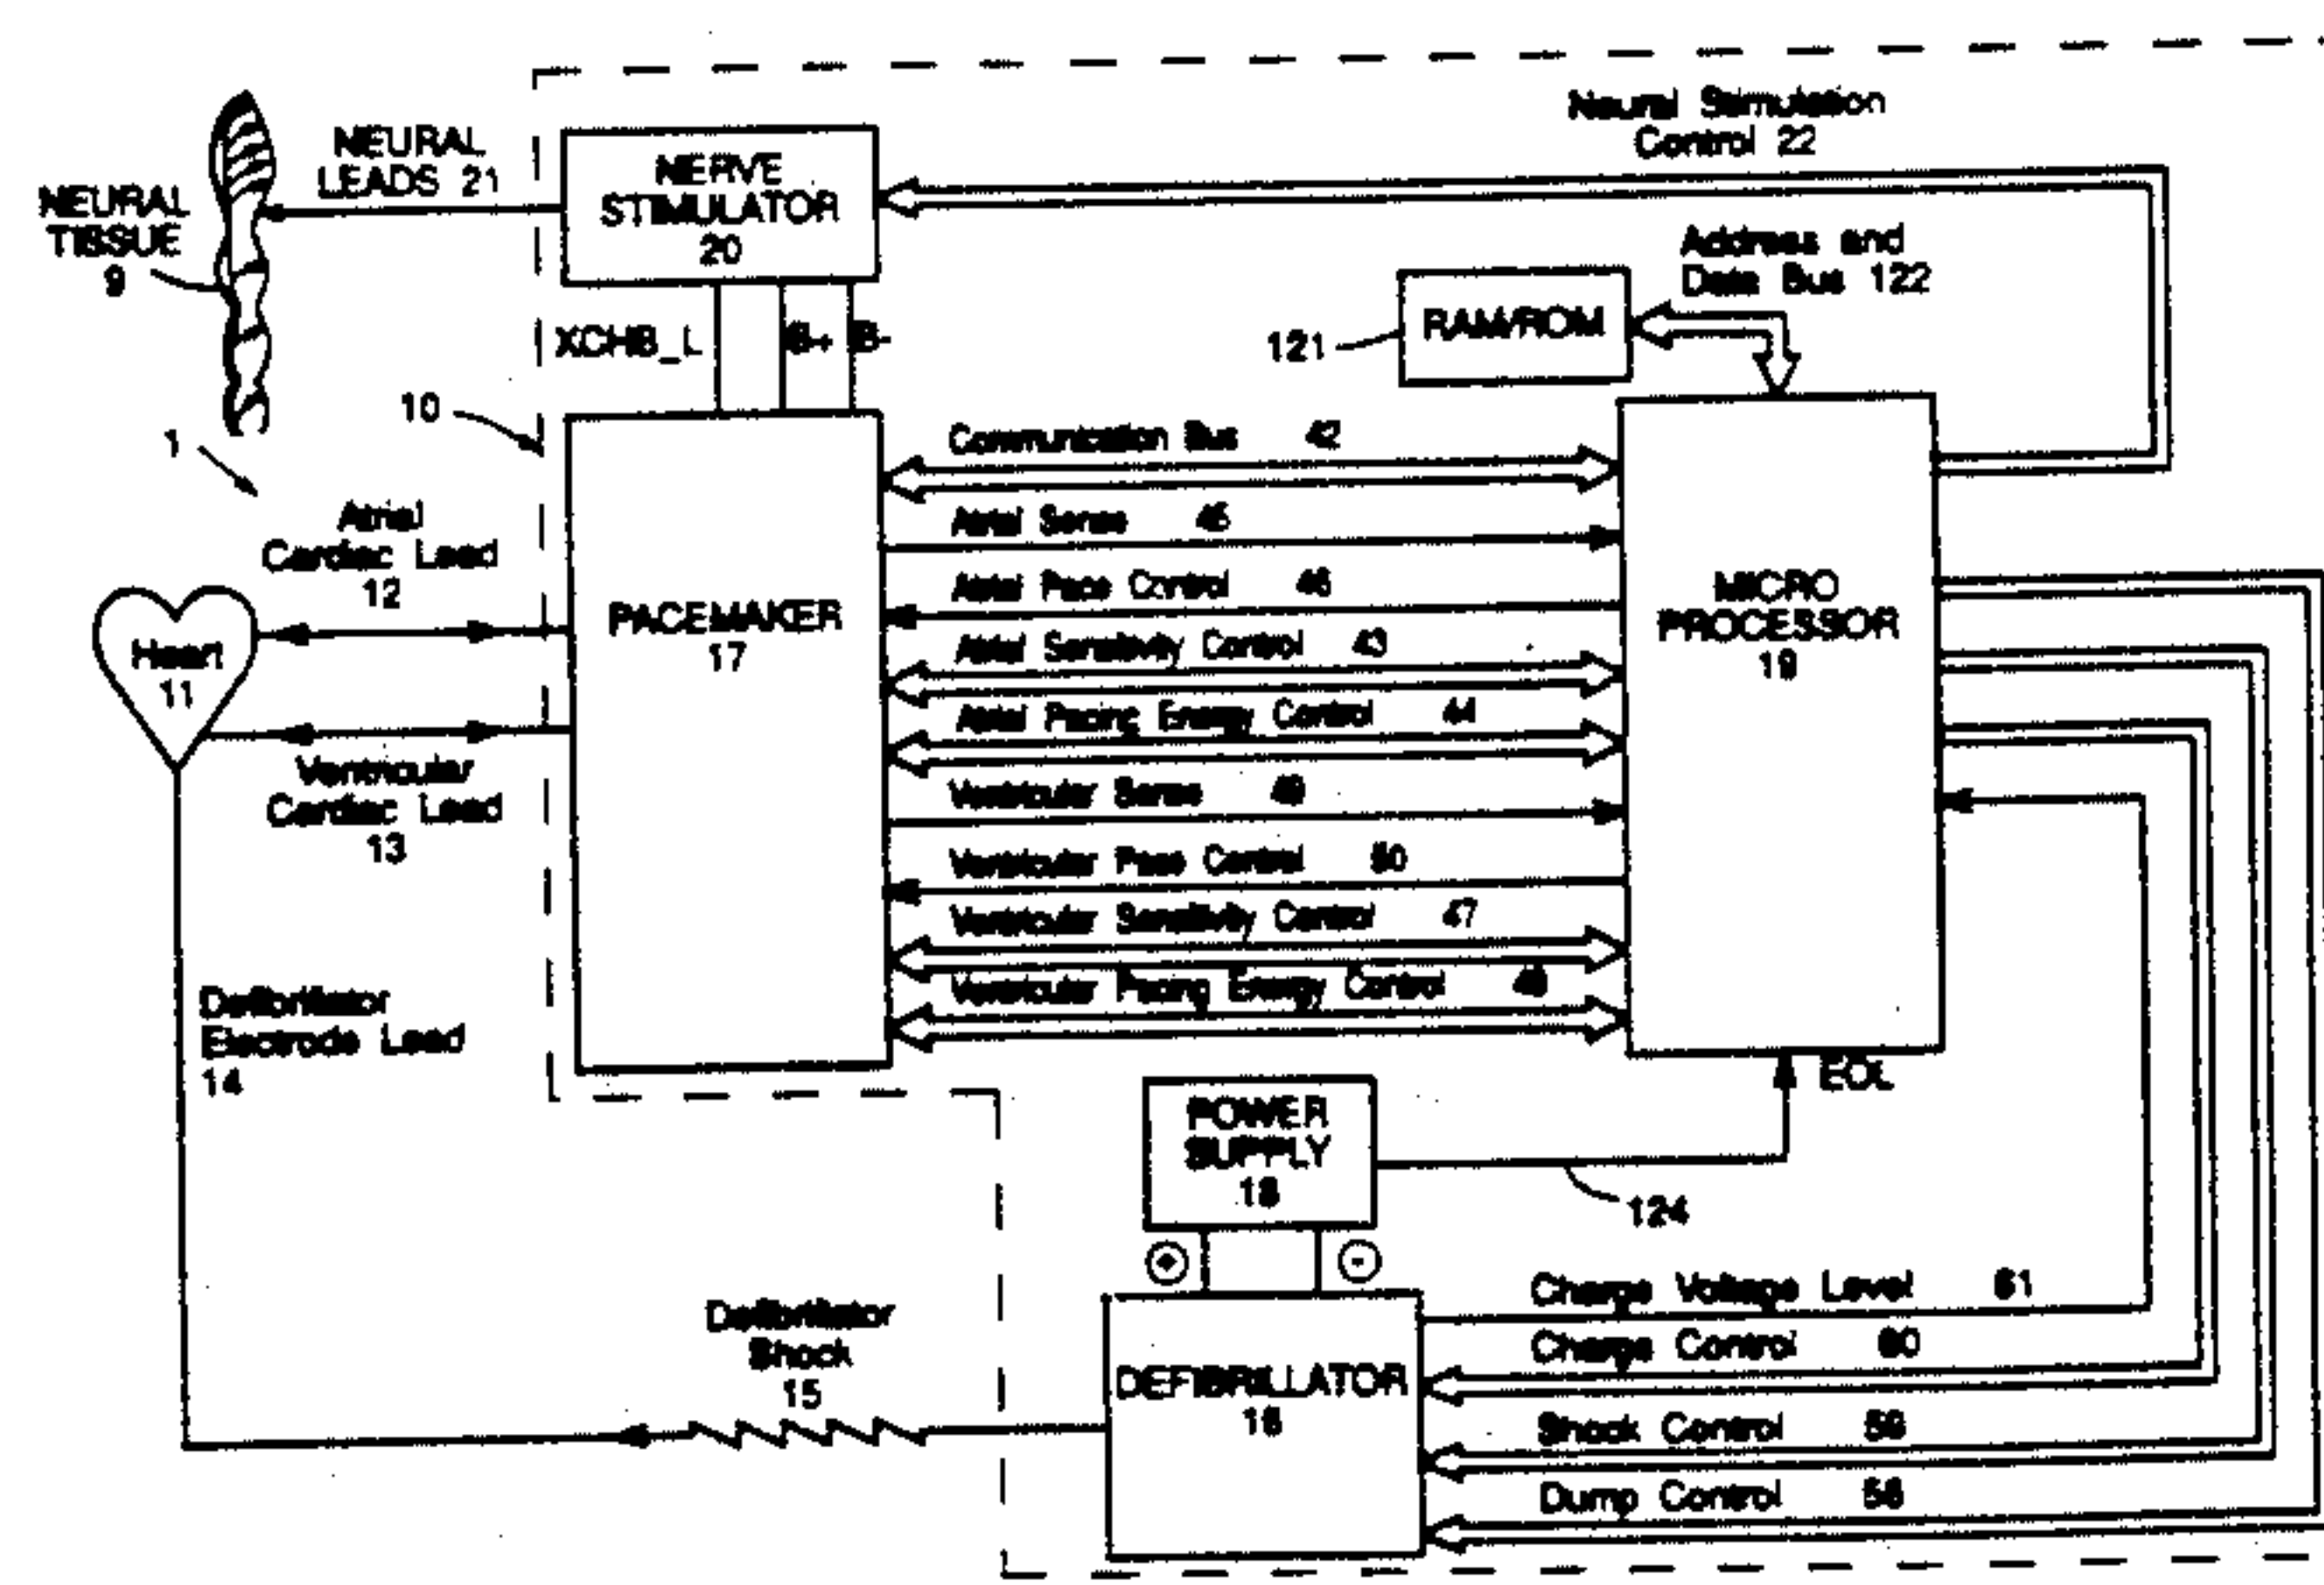 Neural Stimulation
Control 22
NEURAL
LEADS 21
NERVE
STIMULATOR
20
NEURAL
TISSUE
9
Address and
Data Bus 122
RAM/ROM
121
XCHB_L
B+
B-
10
1
Communication Bus 42
Atrial Sense 45
Atrial Pace Control 46
Atrial Sensitivity Control 43
Atrial Pacing Energy Control 44
Ventricular Sense 49
Ventricular Pace Control 50
Ventricular Sensitivity Control 47
Ventricular Pacing Energy Control 48
Atrial
Cardiac Lead
12
PACEMAKER
17
MICRO
PROCESSOR
19
Heart
11
Ventricular
Cardiac Lead
13
Defibrillator
Electrode Lead
14
EOL
POWER
SUPPLY
18
124
+
-
Defibrillator
Shock
15
DEFIBRILLATOR
16
Charge Voltage Level 61
Charge Control 60
Shock Control 59
Dump Control 58